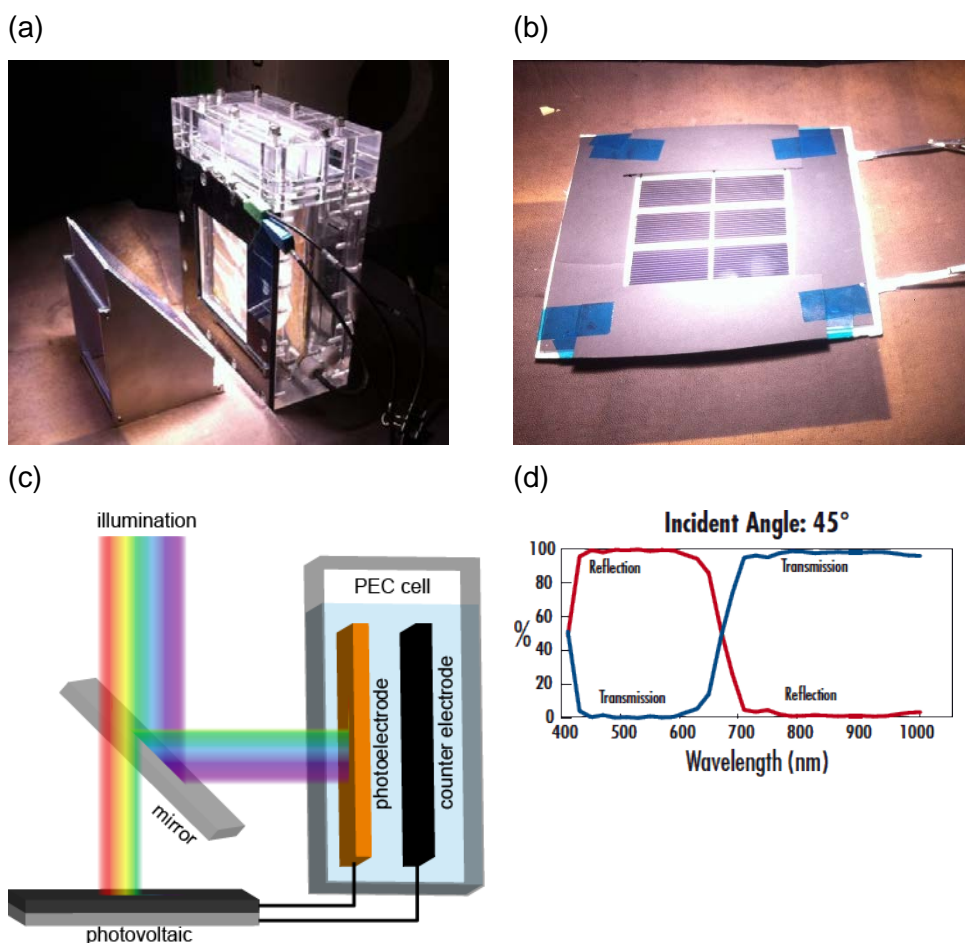 (a)
(b)
(c)
(d)
illumination
PEC cell
photoelectrode
counter electrode
mirror
photovoltaic
Incident Angle: 45°
100
80
60
40
20
0
%
Reflection
Transmission
Transmission
Reflection
400 500 600 700 800 900 1000
Wavelength (nm)